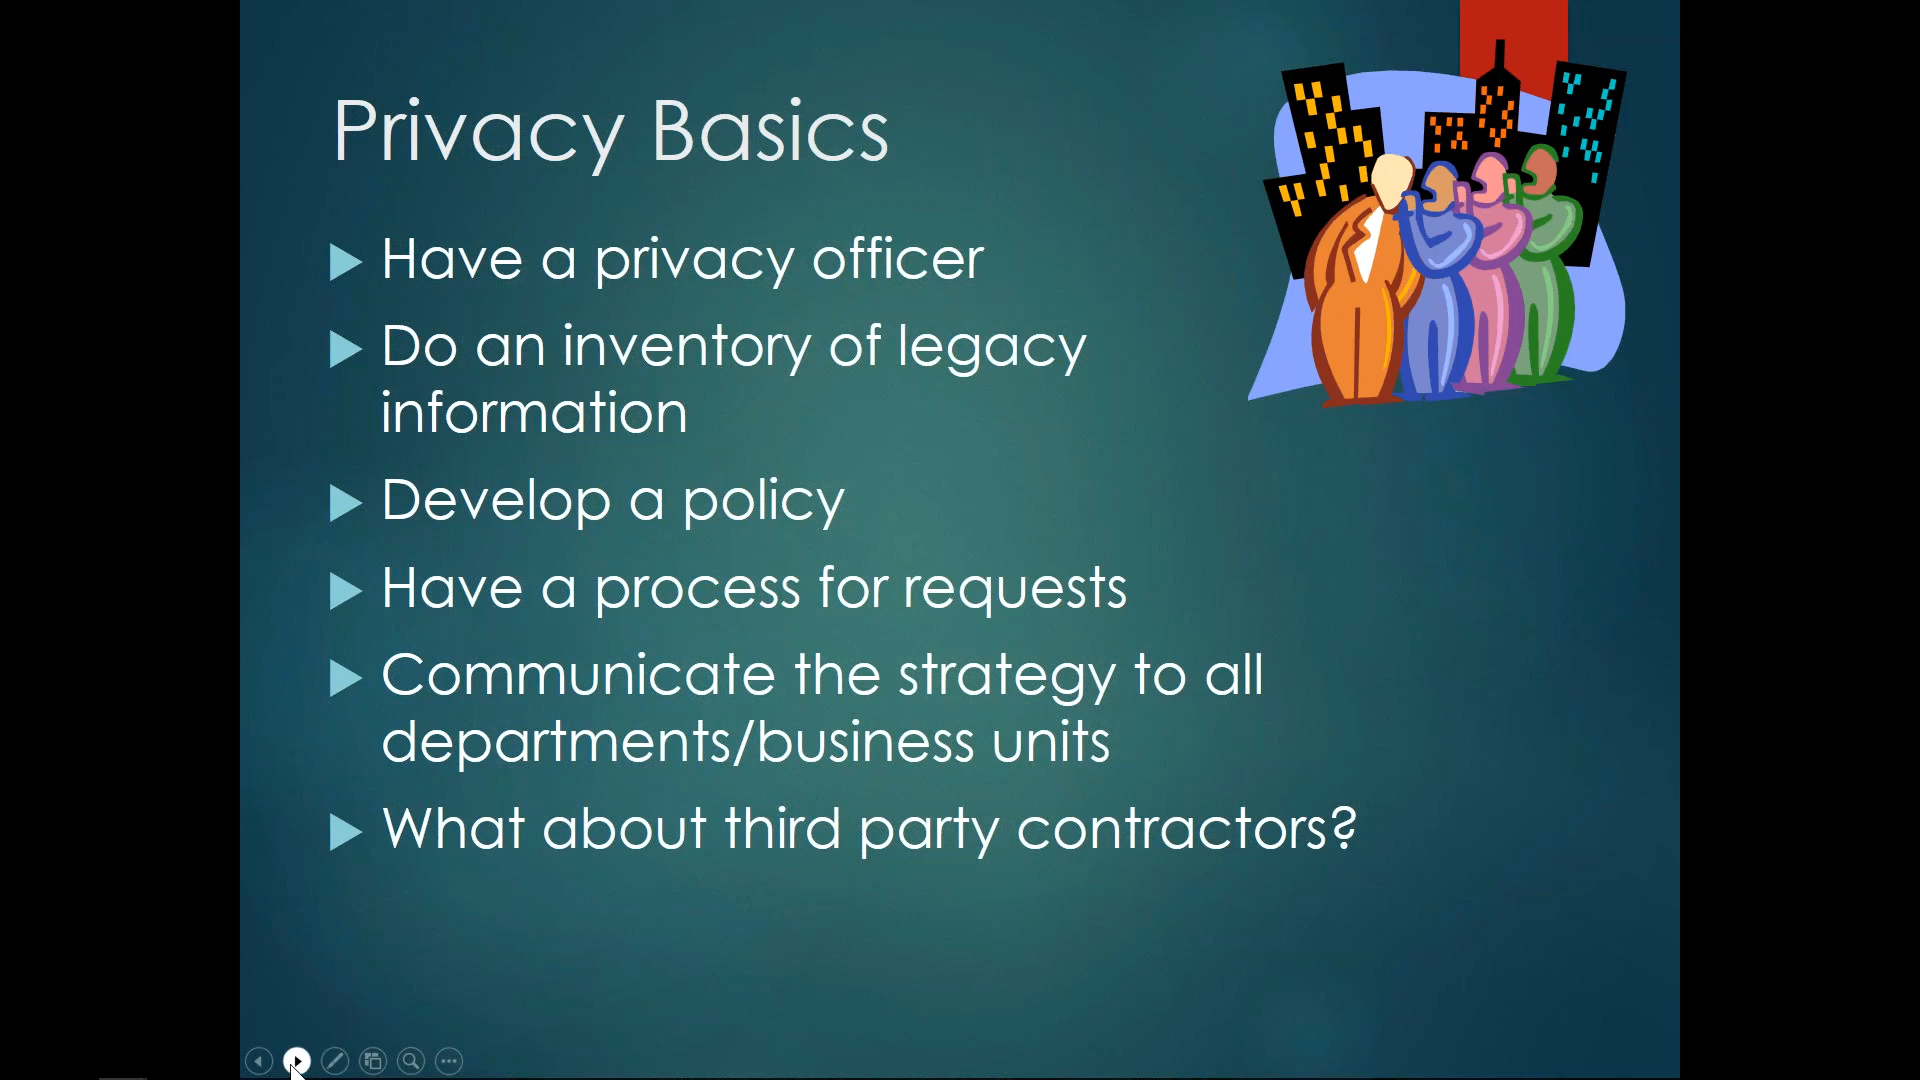 Privacy Basics
Have a privacy officer
Do an inventory of legacy
information
Develop a policy
Have a process for requests
Communicate the strategy to all
departments/business units
What about third party contractors?